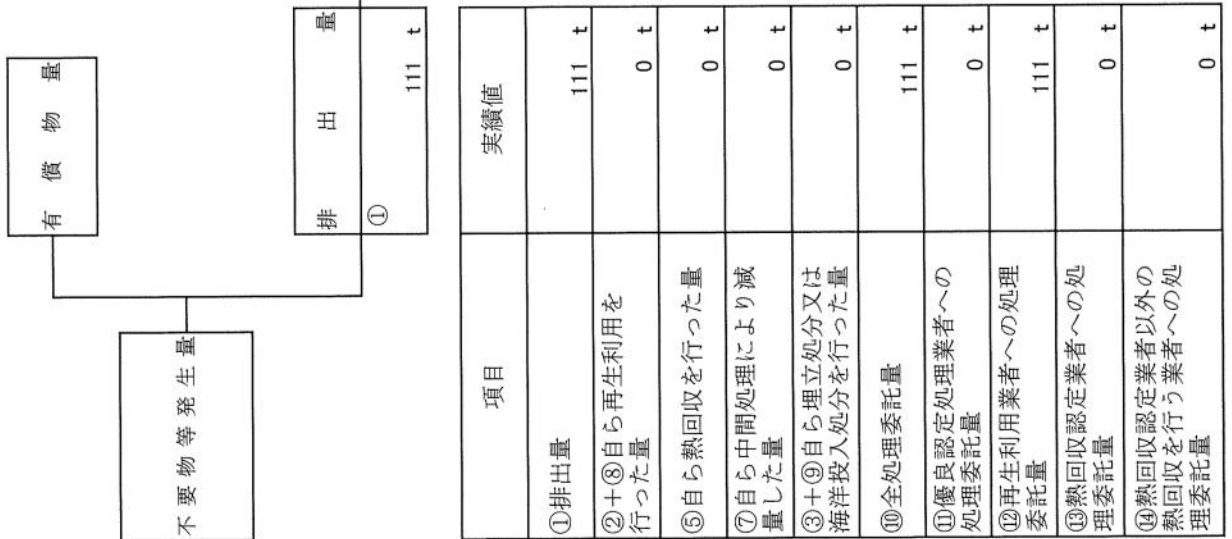 有償物量
不要物等発生量
排出量
①
111 t
項目 実績値
①排出量 111 t
②+⑧自ら再生利用を
行った量 0 t
⑤自ら熱回収を行った量 0 t
⑦自ら中間処理により減
量した量 0 t
③+⑨自ら埋立処分又は
海洋投入処分を行った量 0 t
⑩全処理委託量 111 t
⑪優良認定処理業者への
処理委託量 0 t
⑫再生利用業者への処理
委託量 111 t
⑬熱回収認定業者への処
理委託量 0 t
⑭熱回収認定業者以外の
熱回収を行う業者への処
理委託量 0 t